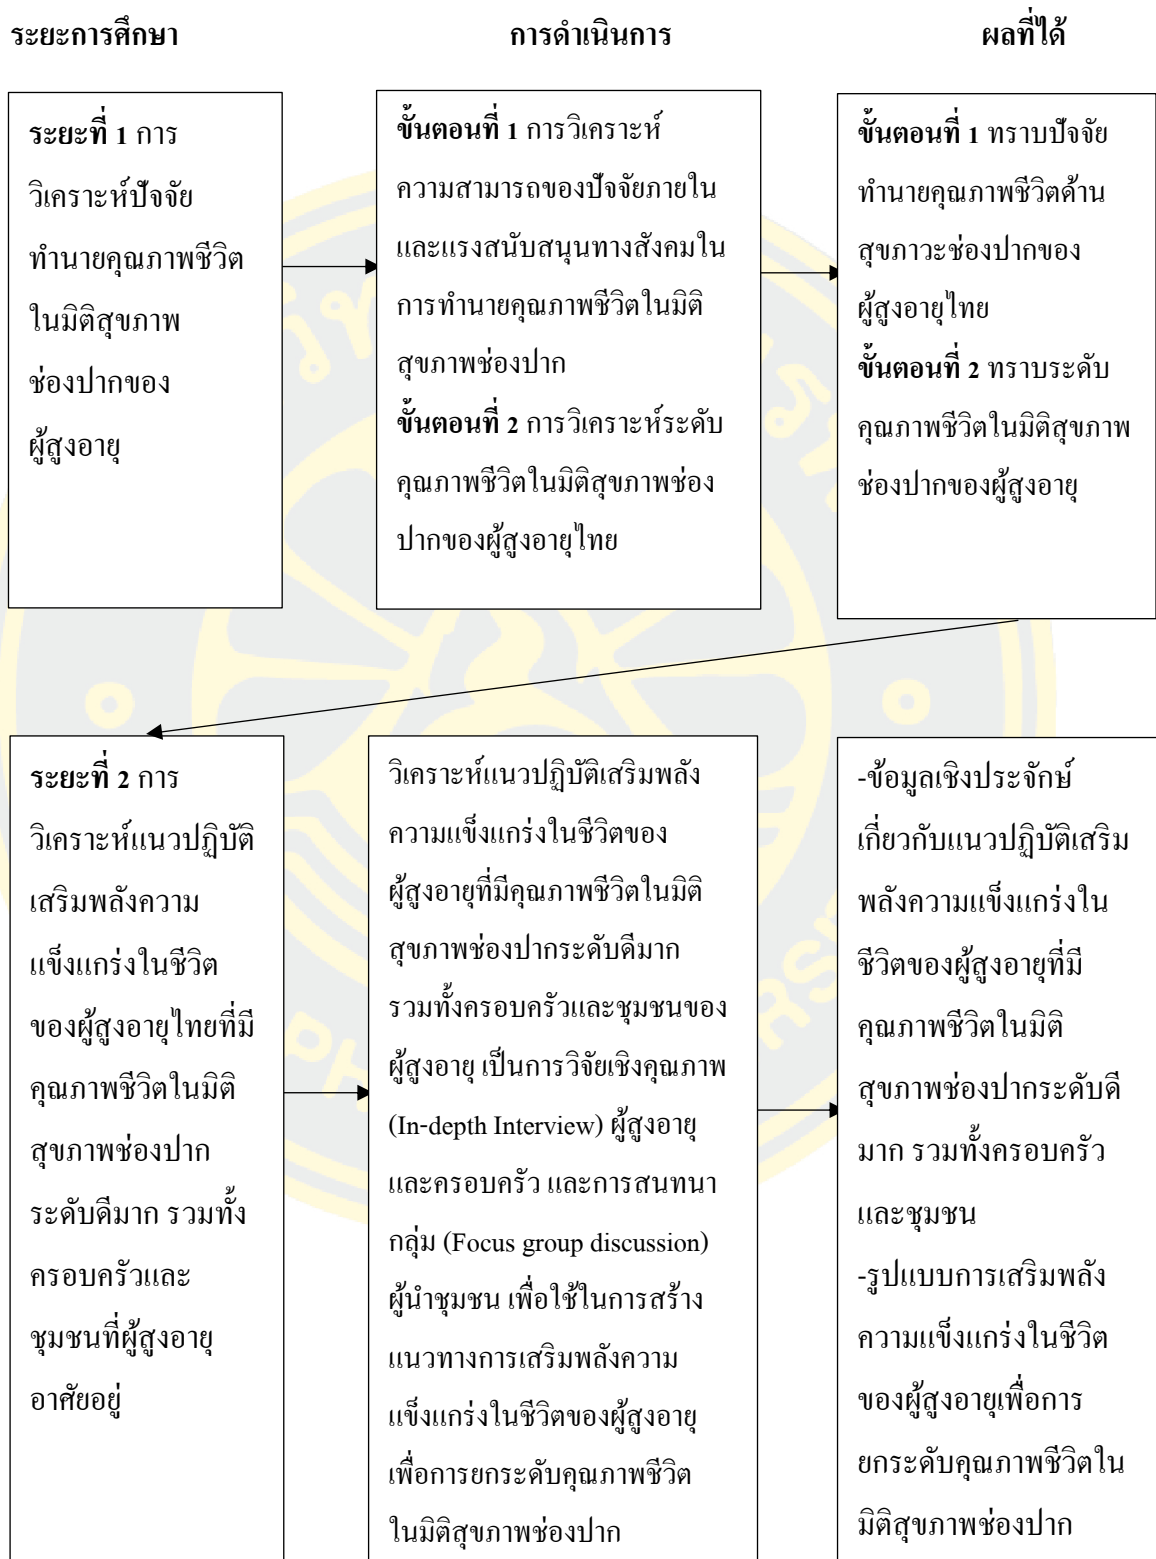 ระยะการศึกษา
การดำเนินการ
ผลที่ได้
ระยะที่ 1 การ
วิเคราะห์ปัจจัย
ทำนายคุณภาพชีวิต
ในมิติสุขภาพ
ช่องปากของ
ผู้สูงอายุ
ขั้นตอนที่ 1 การวิเคราะห์
ความสามารถของปัจจัยภายใน
และแรงสนับสนุนทางสังคมใน
การทำนายคุณภาพชีวิตในมิติ
สุขภาพช่องปาก
ขั้นตอนที่ 2 การวิเคราะห์ระดับ
คุณภาพชีวิตในมิติสุขภาพช่อง
ปากของผู้สูงอายุไทย
ขั้นตอนที่ 1 ทราบปัจจัย
ทำนายคุณภาพชีวิตด้าน
สุขภาวะช่องปากของ
ผู้สูงอายุไทย
ขั้นตอนที่ 2 ทราบระดับ
คุณภาพชีวิตในมิติสุขภาพ
ช่องปากของผู้สูงอายุ
ระยะที่ 2 การ
วิเคราะห์แนวปฏิบัติ
เสริมพลังความ
แข็งแกร่งในชีวิต
ของผู้สูงอายุไทยที่มี
คุณภาพชีวิตในมิติ
สุขภาพช่องปาก
ระดับดีมาก รวมทั้ง
ครอบครัวและ
ชุมชนที่ผู้สูงอายุ
อาศัยอยู่
วิเคราะห์แนวปฏิบัติเสริมพลัง
ความแข็งแกร่งในชีวิตของ
ผู้สูงอายุที่มีคุณภาพชีวิตในมิติ
สุขภาพช่องปากระดับดีมาก
รวมทั้งครอบครัวและชุมชนของ
ผู้สูงอายุ เป็นการวิจัยเชิงคุณภาพ
(In-depth Interview) ผู้สูงอายุ
และครอบครัว และการสนทนา
กลุ่ม (Focus group discussion)
ผู้นำชุมชน เพื่อใช้ในการสร้าง
แนวทางการเสริมพลังความ
แข็งแกร่งในชีวิตของผู้สูงอายุ
เพื่อการยกระดับคุณภาพชีวิต
ในมิติสุขภาพช่องปาก
-ข้อมูลเชิงประจักษ์
เกี่ยวกับแนวปฏิบัติเสริม
พลังความแข็งแกร่งใน
ชีวิตของผู้สูงอายุที่มี
คุณภาพชีวิตในมิติ
สุขภาพช่องปากระดับดี
มาก รวมทั้งครอบครัว
และชุมชน
-รูปแบบการเสริมพลัง
ความแข็งแกร่งในชีวิต
ของผู้สูงอายุเพื่อการ
ยกระดับคุณภาพชีวิตใน
มิติสุขภาพช่องปาก